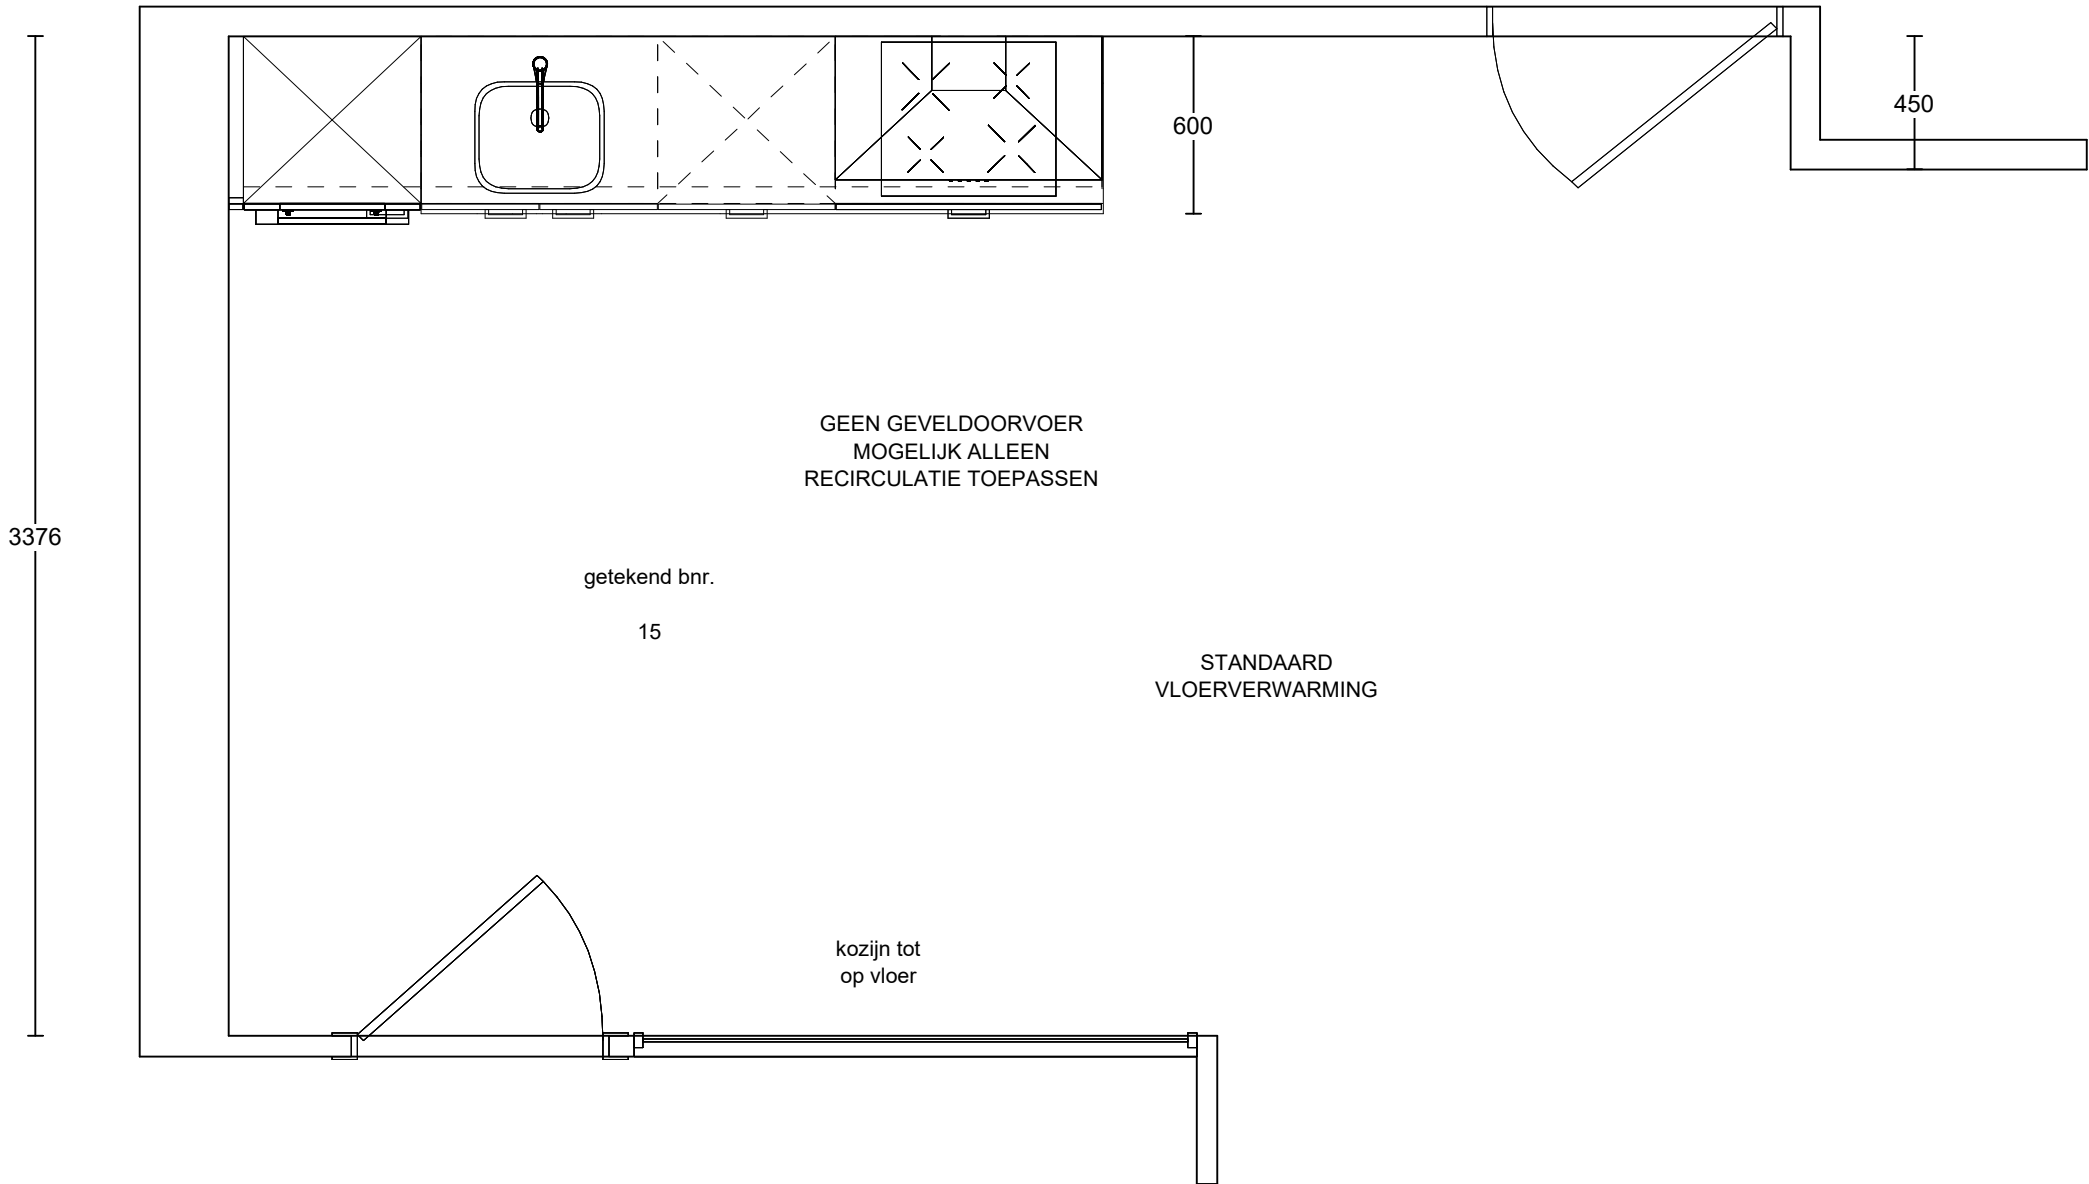 450
600
GEEN GEVELDOORVOER
MOGELIJK ALLEEN
RECIRCULATIE TOEPASSEN
3376
getekend bnr.
15
STANDAARD
VLOERVERWARMING
kozijn tot
op vloer